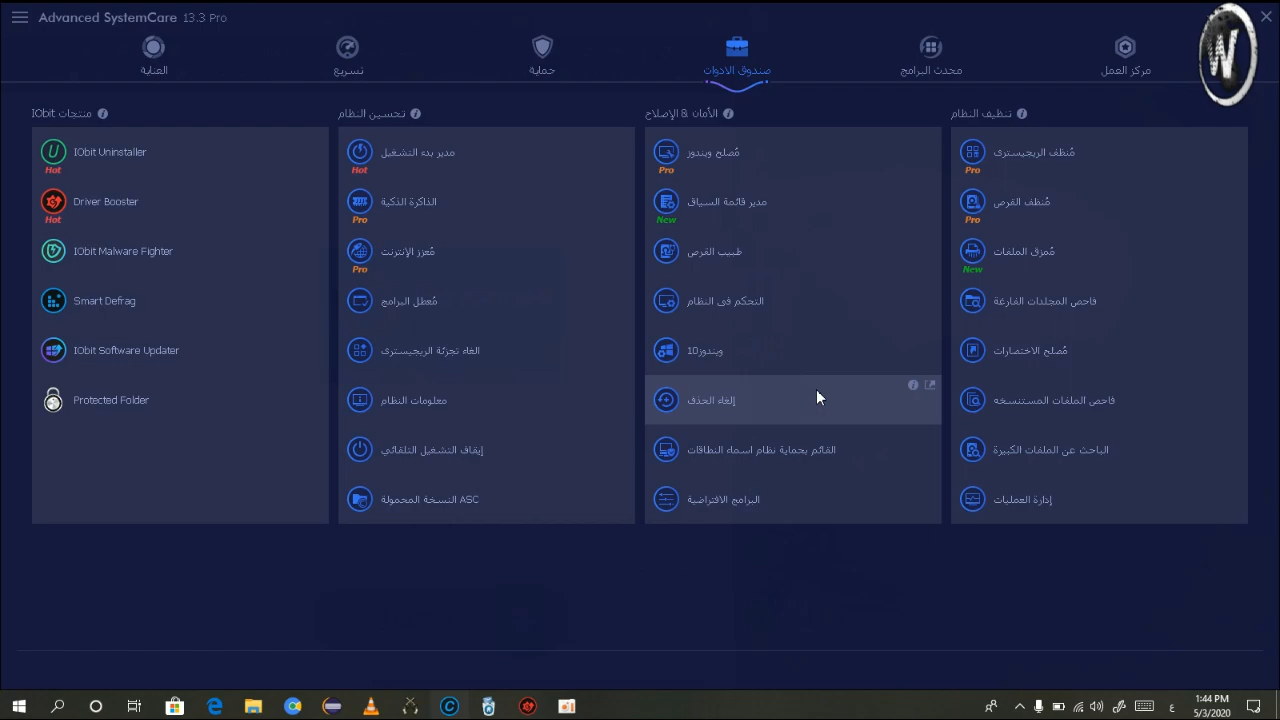 Advanced SystemCare 13.3 Pro
W
العناية
تسريع
حماية
صندوق الادوات
محدث البرامج
مركز العمل
منتجات IObit
IObit Uninstaller
Hot
Driver Booster
Hot
IObit Malware Fighter
Smart Defrag
IObit Software Updater
Protected Folder
تحسين النظام
مدير بدء التشغيل
Hot
الذاكرة الذكية
Pro
مُعزز الإنترنت
Pro
مُعطل البرامج
الغاء تجزئة الريجيسترى
معلومات النظام
إيقاف التشغيل التلقائي
ASC النسخة المحمولة
الأمان & الإصلاح
مُصلح ويندوز
Pro
مدير قائمة السياق
New
طبيب القرص
التحكم فى النظام
ويندوز10
إلغاء الحذف
القائم بحماية نظام اسماء النطاقات
البرامج الافتراضية
تنظيف النظام
مُنظف الريجيسترى
Pro
مُنظف القرص
Pro
مُمزق الملفات
New
فاحص المجلدات الفارغة
مُصلح الاختصارات
فاحص الملفات المستنسخه
الباحث عن الملفات الكبيرة
إدارة العمليات
ع
1:44 PM
5/3/2020